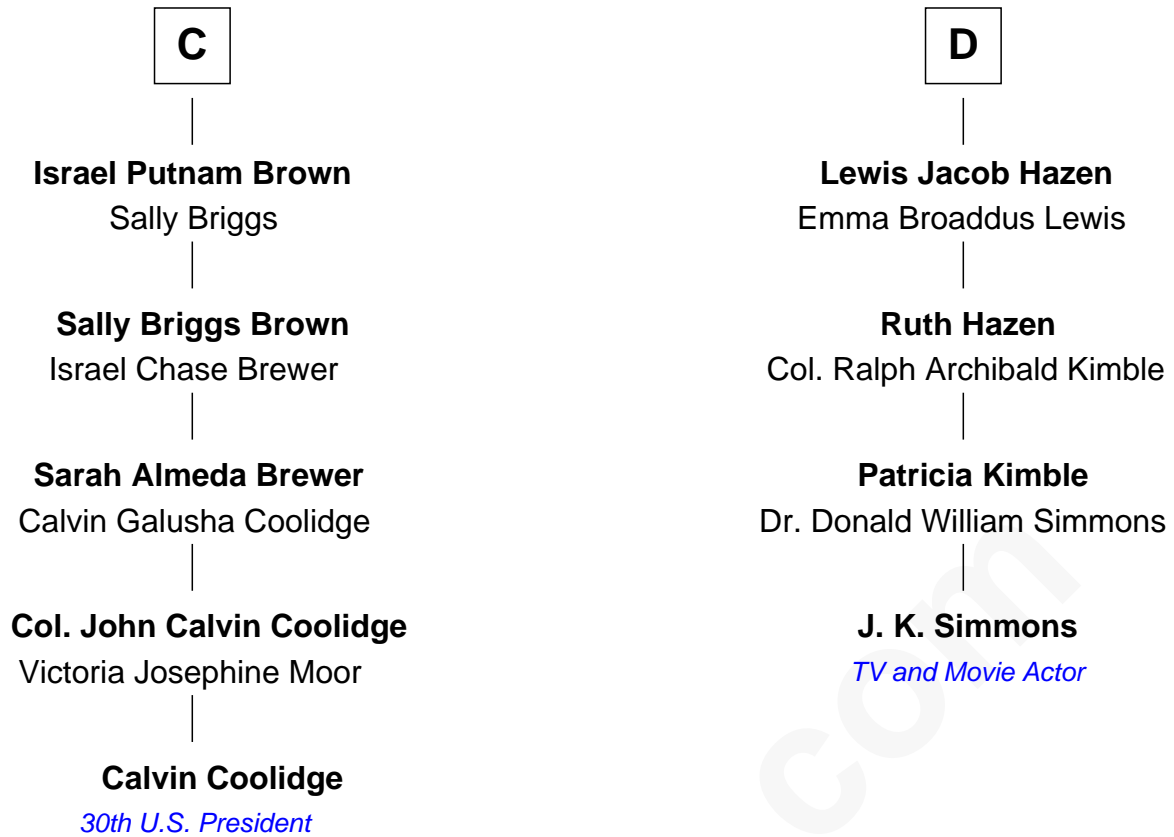 C
Israel Putnam Brown
Sally Briggs
Sally Briggs Brown
Israel Chase Brewer
Sarah Almeda Brewer
Calvin Galusha Coolidge
Col. John Calvin Coolidge
Victoria Josephine Moor
Calvin Coolidge
30th U.S. President
D
Lewis Jacob Hazen
Emma Broaddus Lewis
Ruth Hazen
Col. Ralph Archibald Kimble
Patricia Kimble
Dr. Donald William Simmons
J. K. Simmons
TV and Movie Actor
com